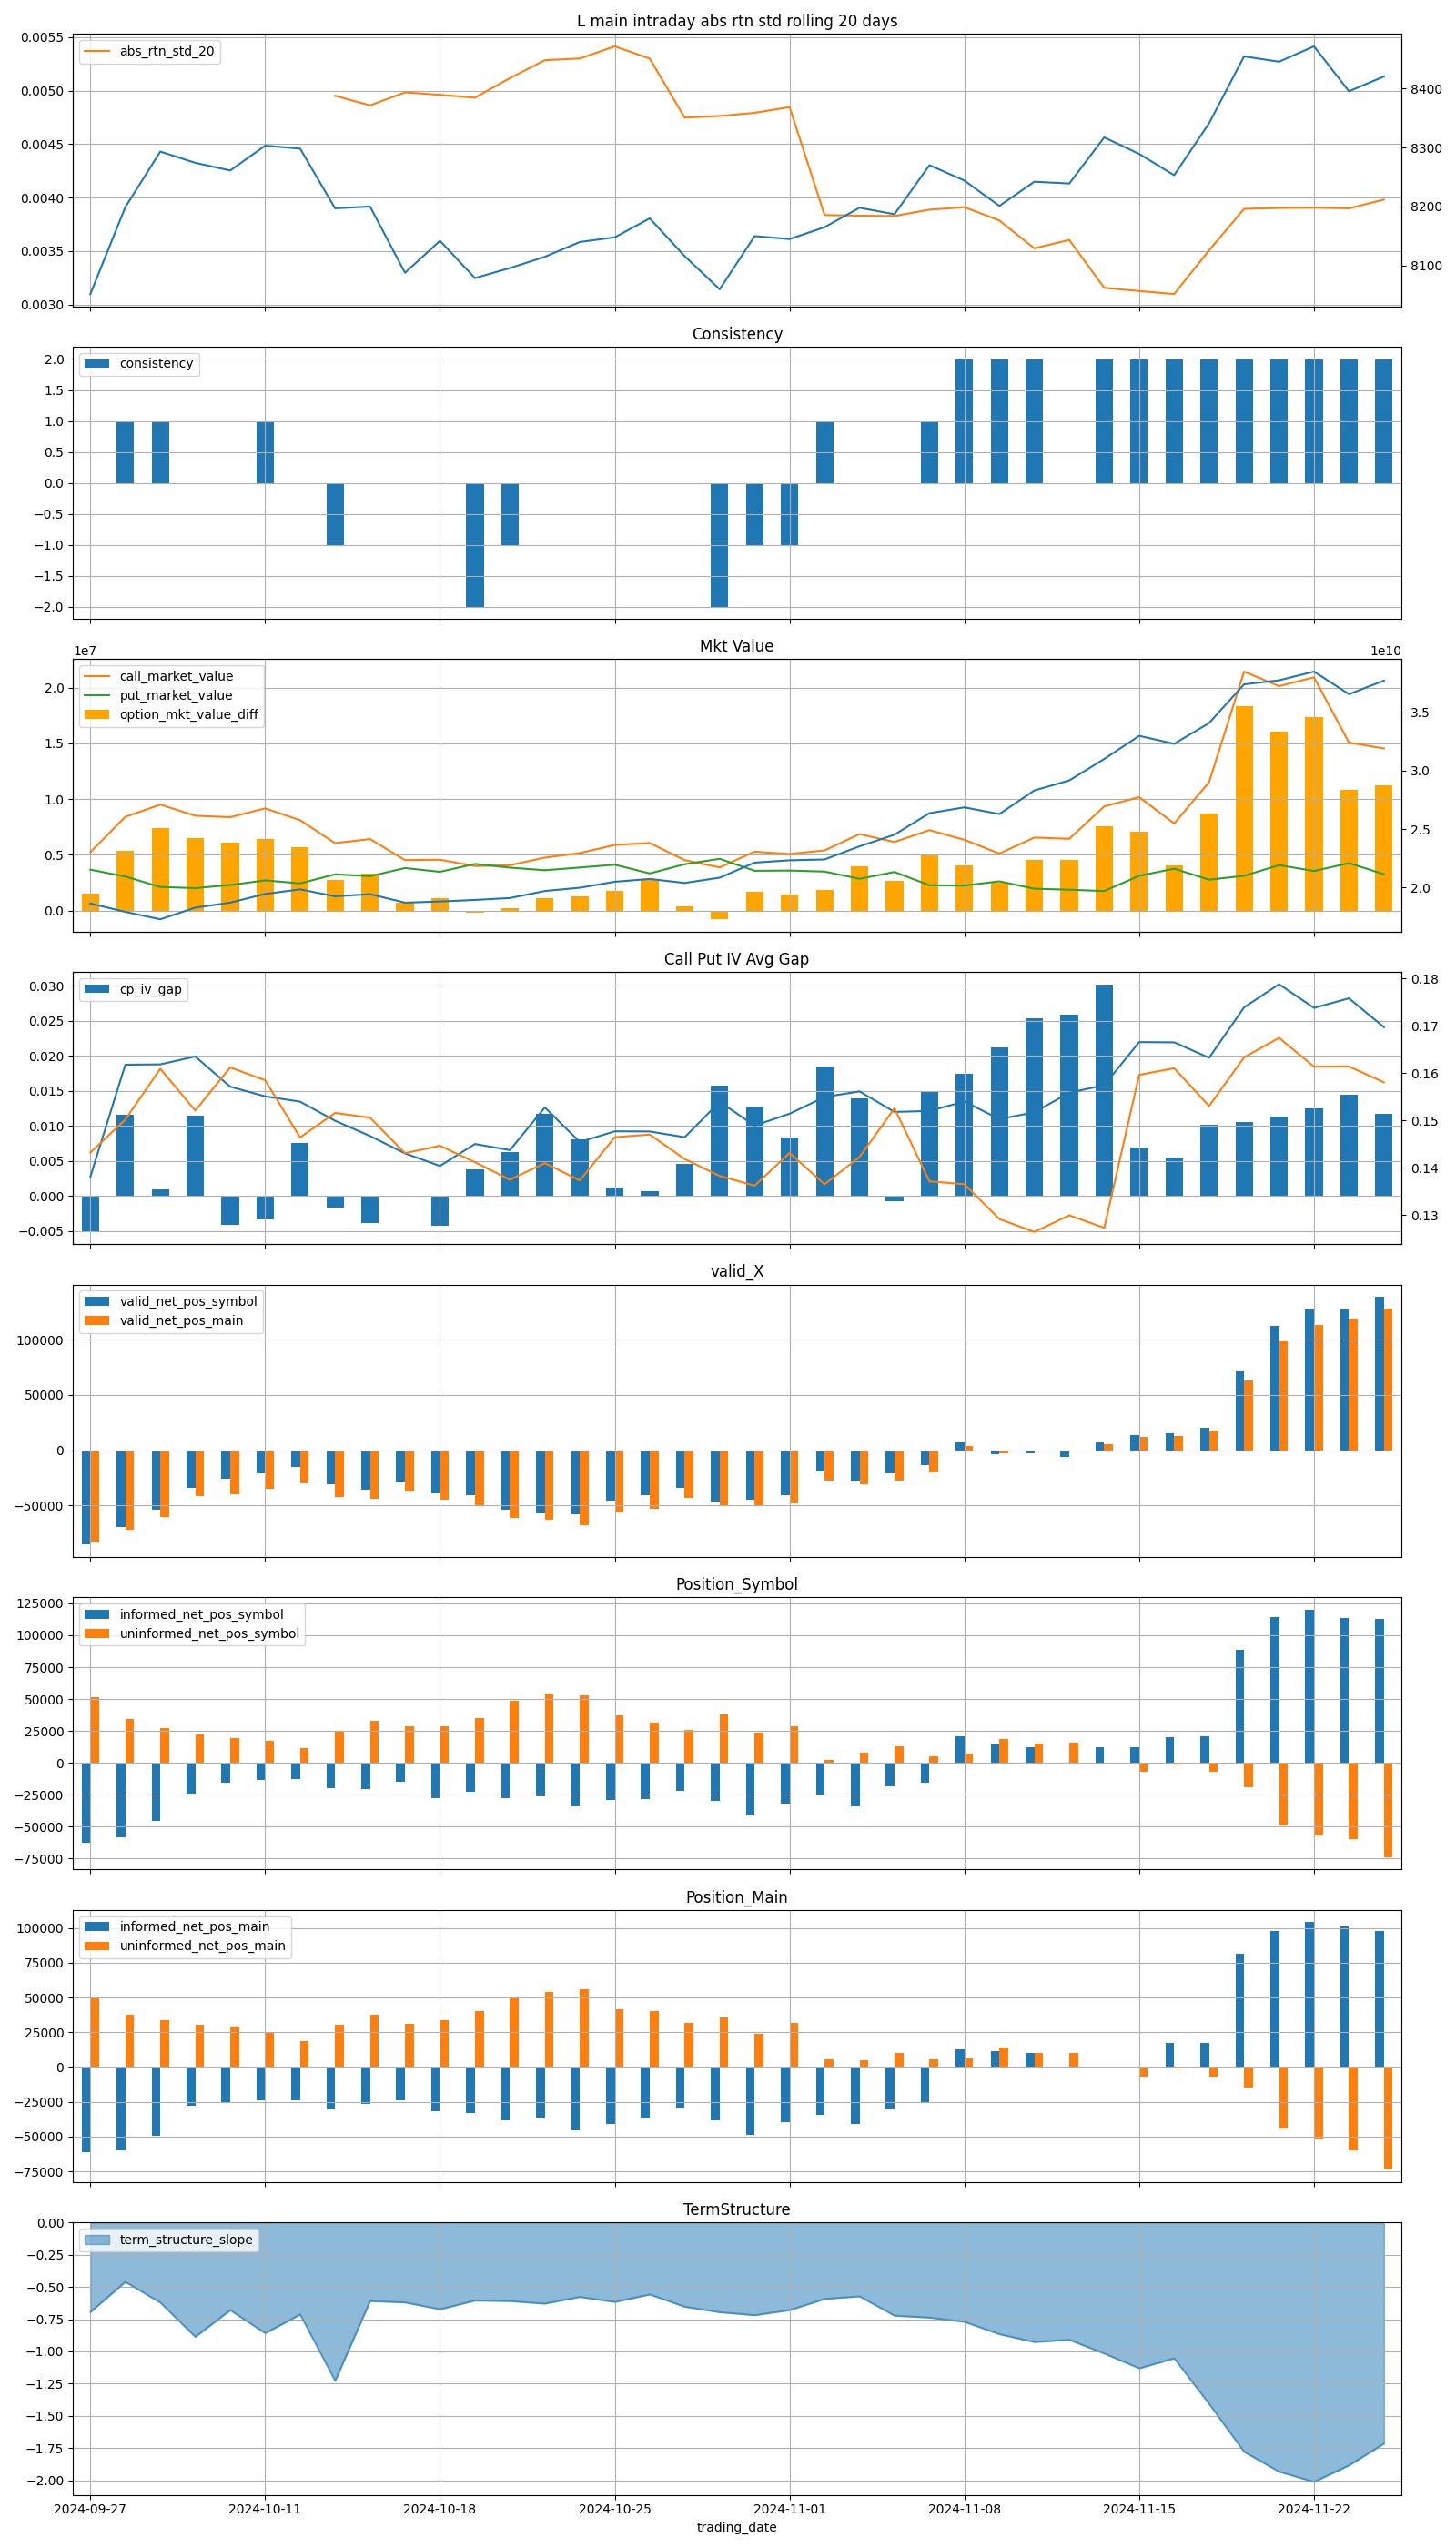 L main intraday abs rtn std rolling 20 days
abs_rtn_std_20
0.0055
0.0050
0.0045
0.0040
0.0035
0.0030
8400
8300
8200
8100
Consistency
consistency
2.0
1.5
1.0
0.5
0.0
−0.5
−1.0
−1.5
−2.0
Mkt Value
1e7
1e10
call_market_value
put_market_value
option_mkt_value_diff
2.0
1.5
1.0
0.5
0.0
3.5
3.0
2.5
2.0
Call Put IV Avg Gap
cp_iv_gap
0.030
0.025
0.020
0.015
0.010
0.005
0.000
−0.005
0.18
0.17
0.16
0.15
0.14
0.13
valid_X
valid_net_pos_symbol
valid_net_pos_main
100000
50000
0
−50000
Position_Symbol
informed_net_pos_symbol
uninformed_net_pos_symbol
125000
100000
75000
50000
25000
0
−25000
−50000
−75000
Position_Main
informed_net_pos_main
uninformed_net_pos_main
100000
75000
50000
25000
0
−25000
−50000
−75000
TermStructure
term_structure_slope
0.00
−0.25
−0.50
−0.75
−1.00
−1.25
−1.50
−1.75
−2.00
2024-09-27 2024-10-11 2024-10-18 2024-10-25 2024-11-01 2024-11-08 2024-11-15 2024-11-22
trading_date